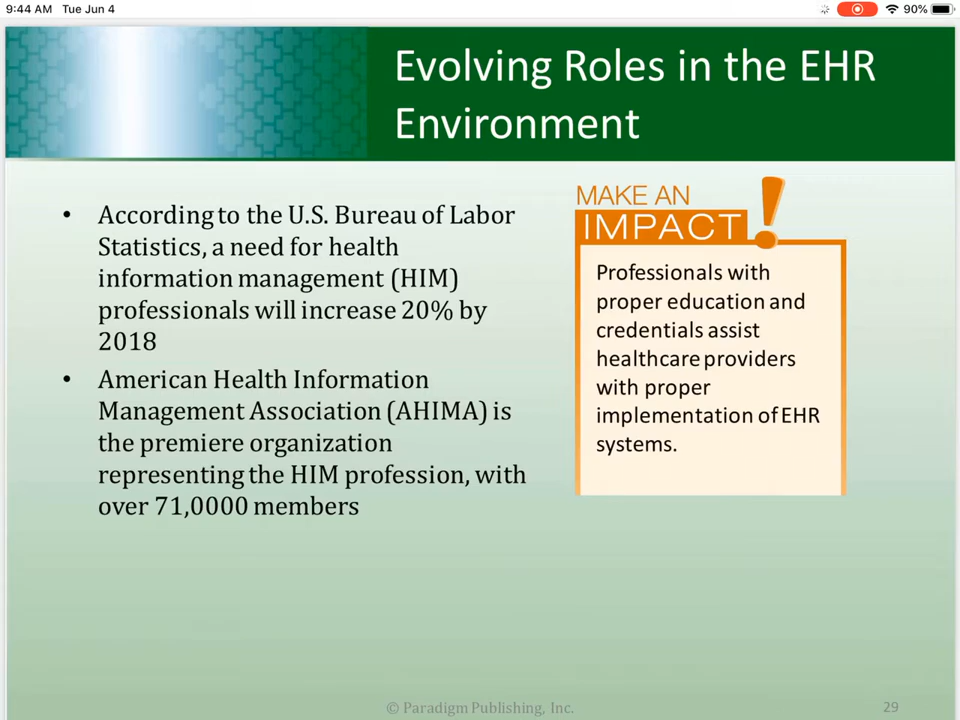 9:44 AM Tue Jun 4
90%
Evolving Roles in the EHR
Environment
• According to the U.S. Bureau of Labor
Statistics, a need for health
information management (HIM)
professionals will increase 20% by
2018
• American Health Information
Management Association (AHIMA) is
the premiere organization
representing the HIM profession, with
over 71,0000 members
MAKE AN
IMPACT!
Professionals with
proper education and
credentials assist
healthcare providers
with proper
implementation of EHR
systems.
© Paradigm Publishing, Inc.
29